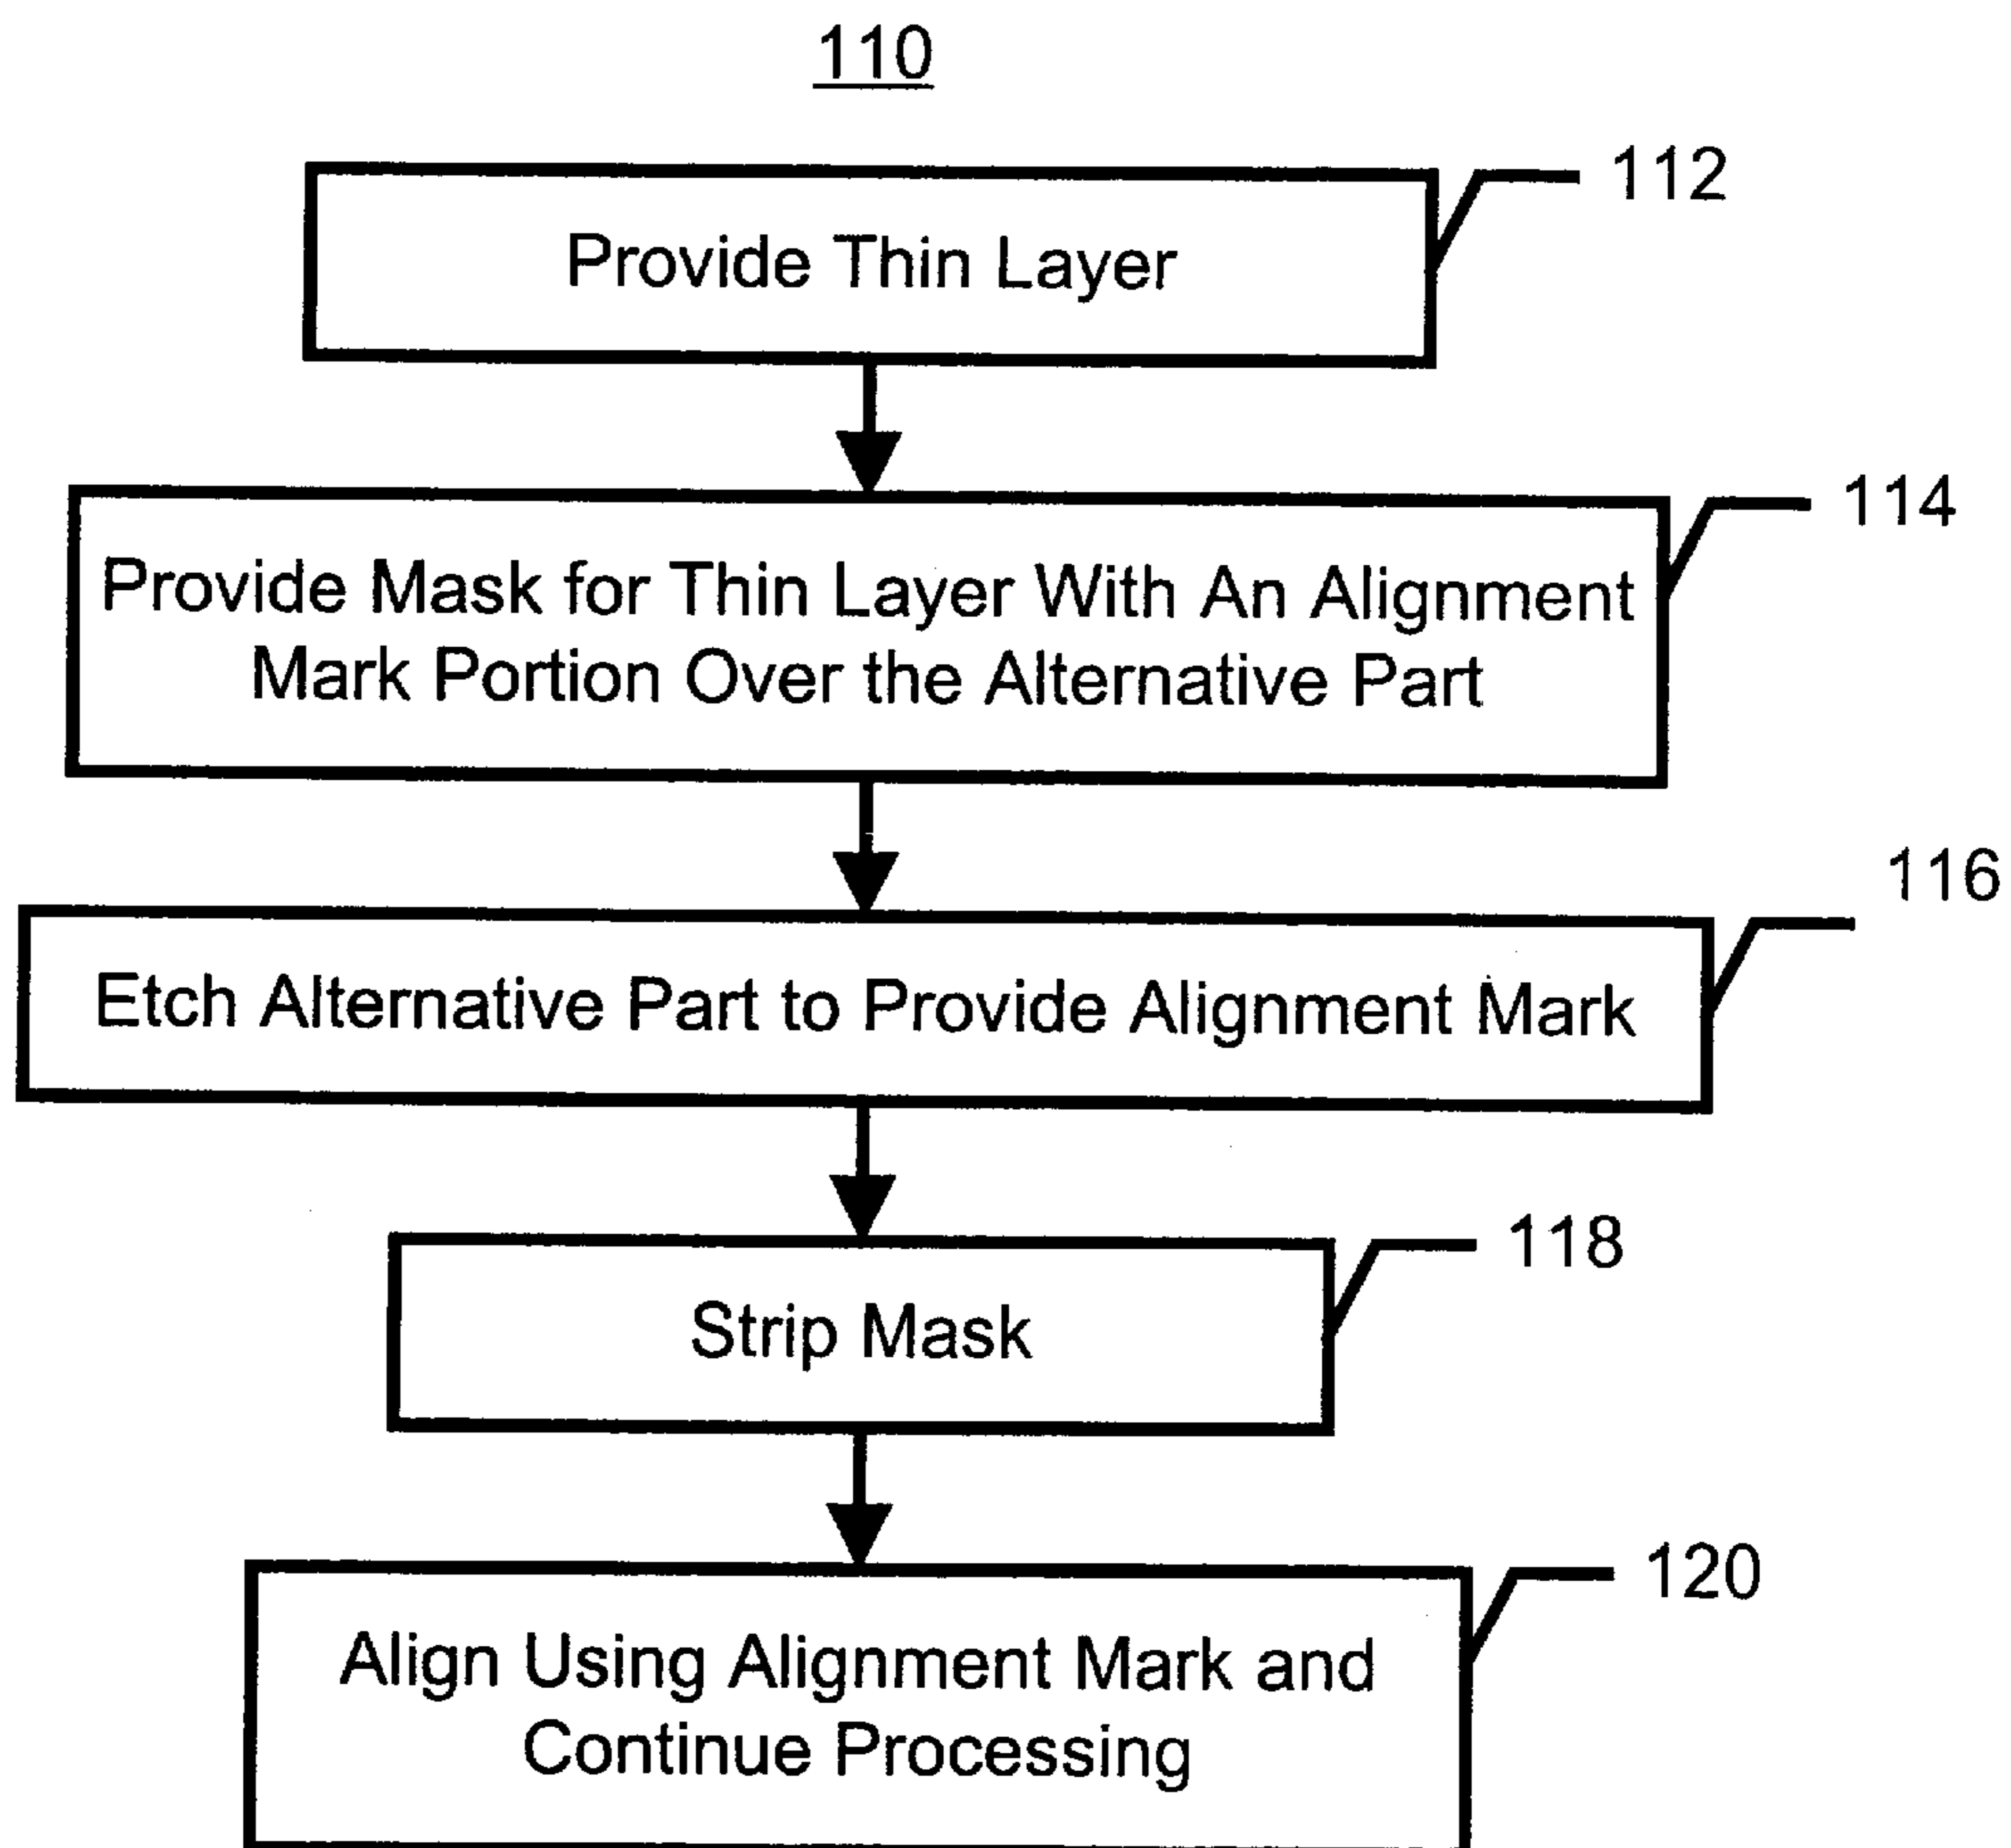 110
112
Provide Thin Layer
114
Provide Mask for Thin Layer With An Alignment
Mark Portion Over the Alternative Part
116
Etch Alternative Part to Provide Alignment Mark
118
Strip Mask
120
Align Using Alignment Mark and
Continue Processing